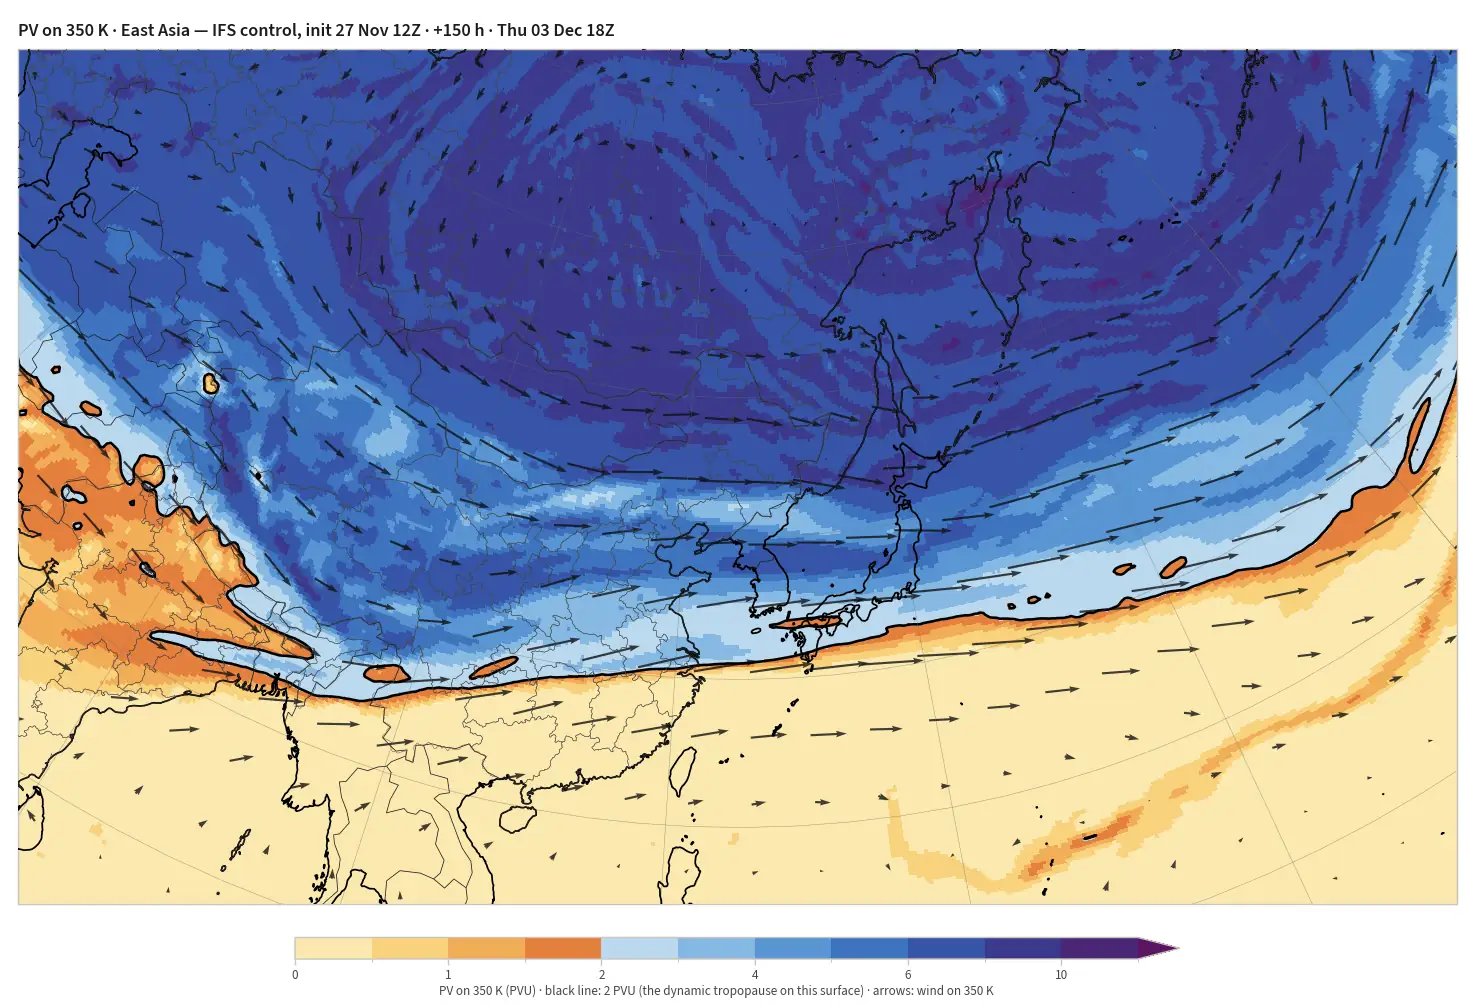 PV on 350 K · East Asia — IFS control, init 27 Nov 12Z · +150 h · Thu 03 Dec 18Z
0 1 2 4 6 10
PV on 350 K (PVU) · black line: 2 PVU (the dynamic tropopause on this surface) · arrows: wind on 350 K